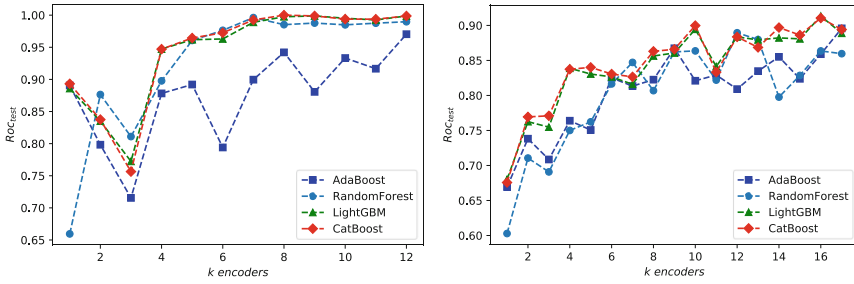 1.00
0.95
0.90
0.85
0.80
0.75
0.70
0.65
Roc_test
2 4 6 8 10 12
k encoders
AdaBoost
RandomForest
LightGBM
CatBoost
0.90
0.85
0.80
0.75
0.70
0.65
0.60
Roc_test
2 4 6 8 10 12 14 16
k encoders
AdaBoost
RandomForest
LightGBM
CatBoost